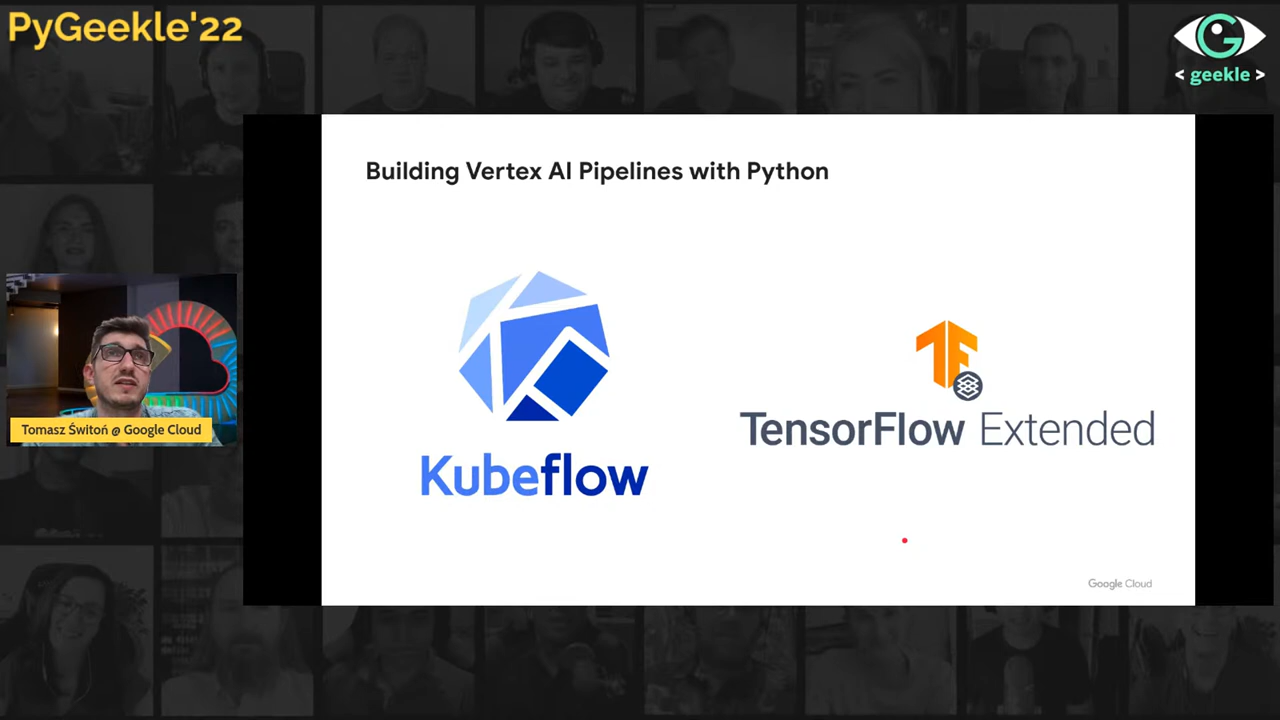 PyGeekle'22
< geekle >
Building Vertex AI Pipelines with Python
Kubeflow
TensorFlow Extended
Tomasz Świtoń @ Google Cloud
Google Cloud